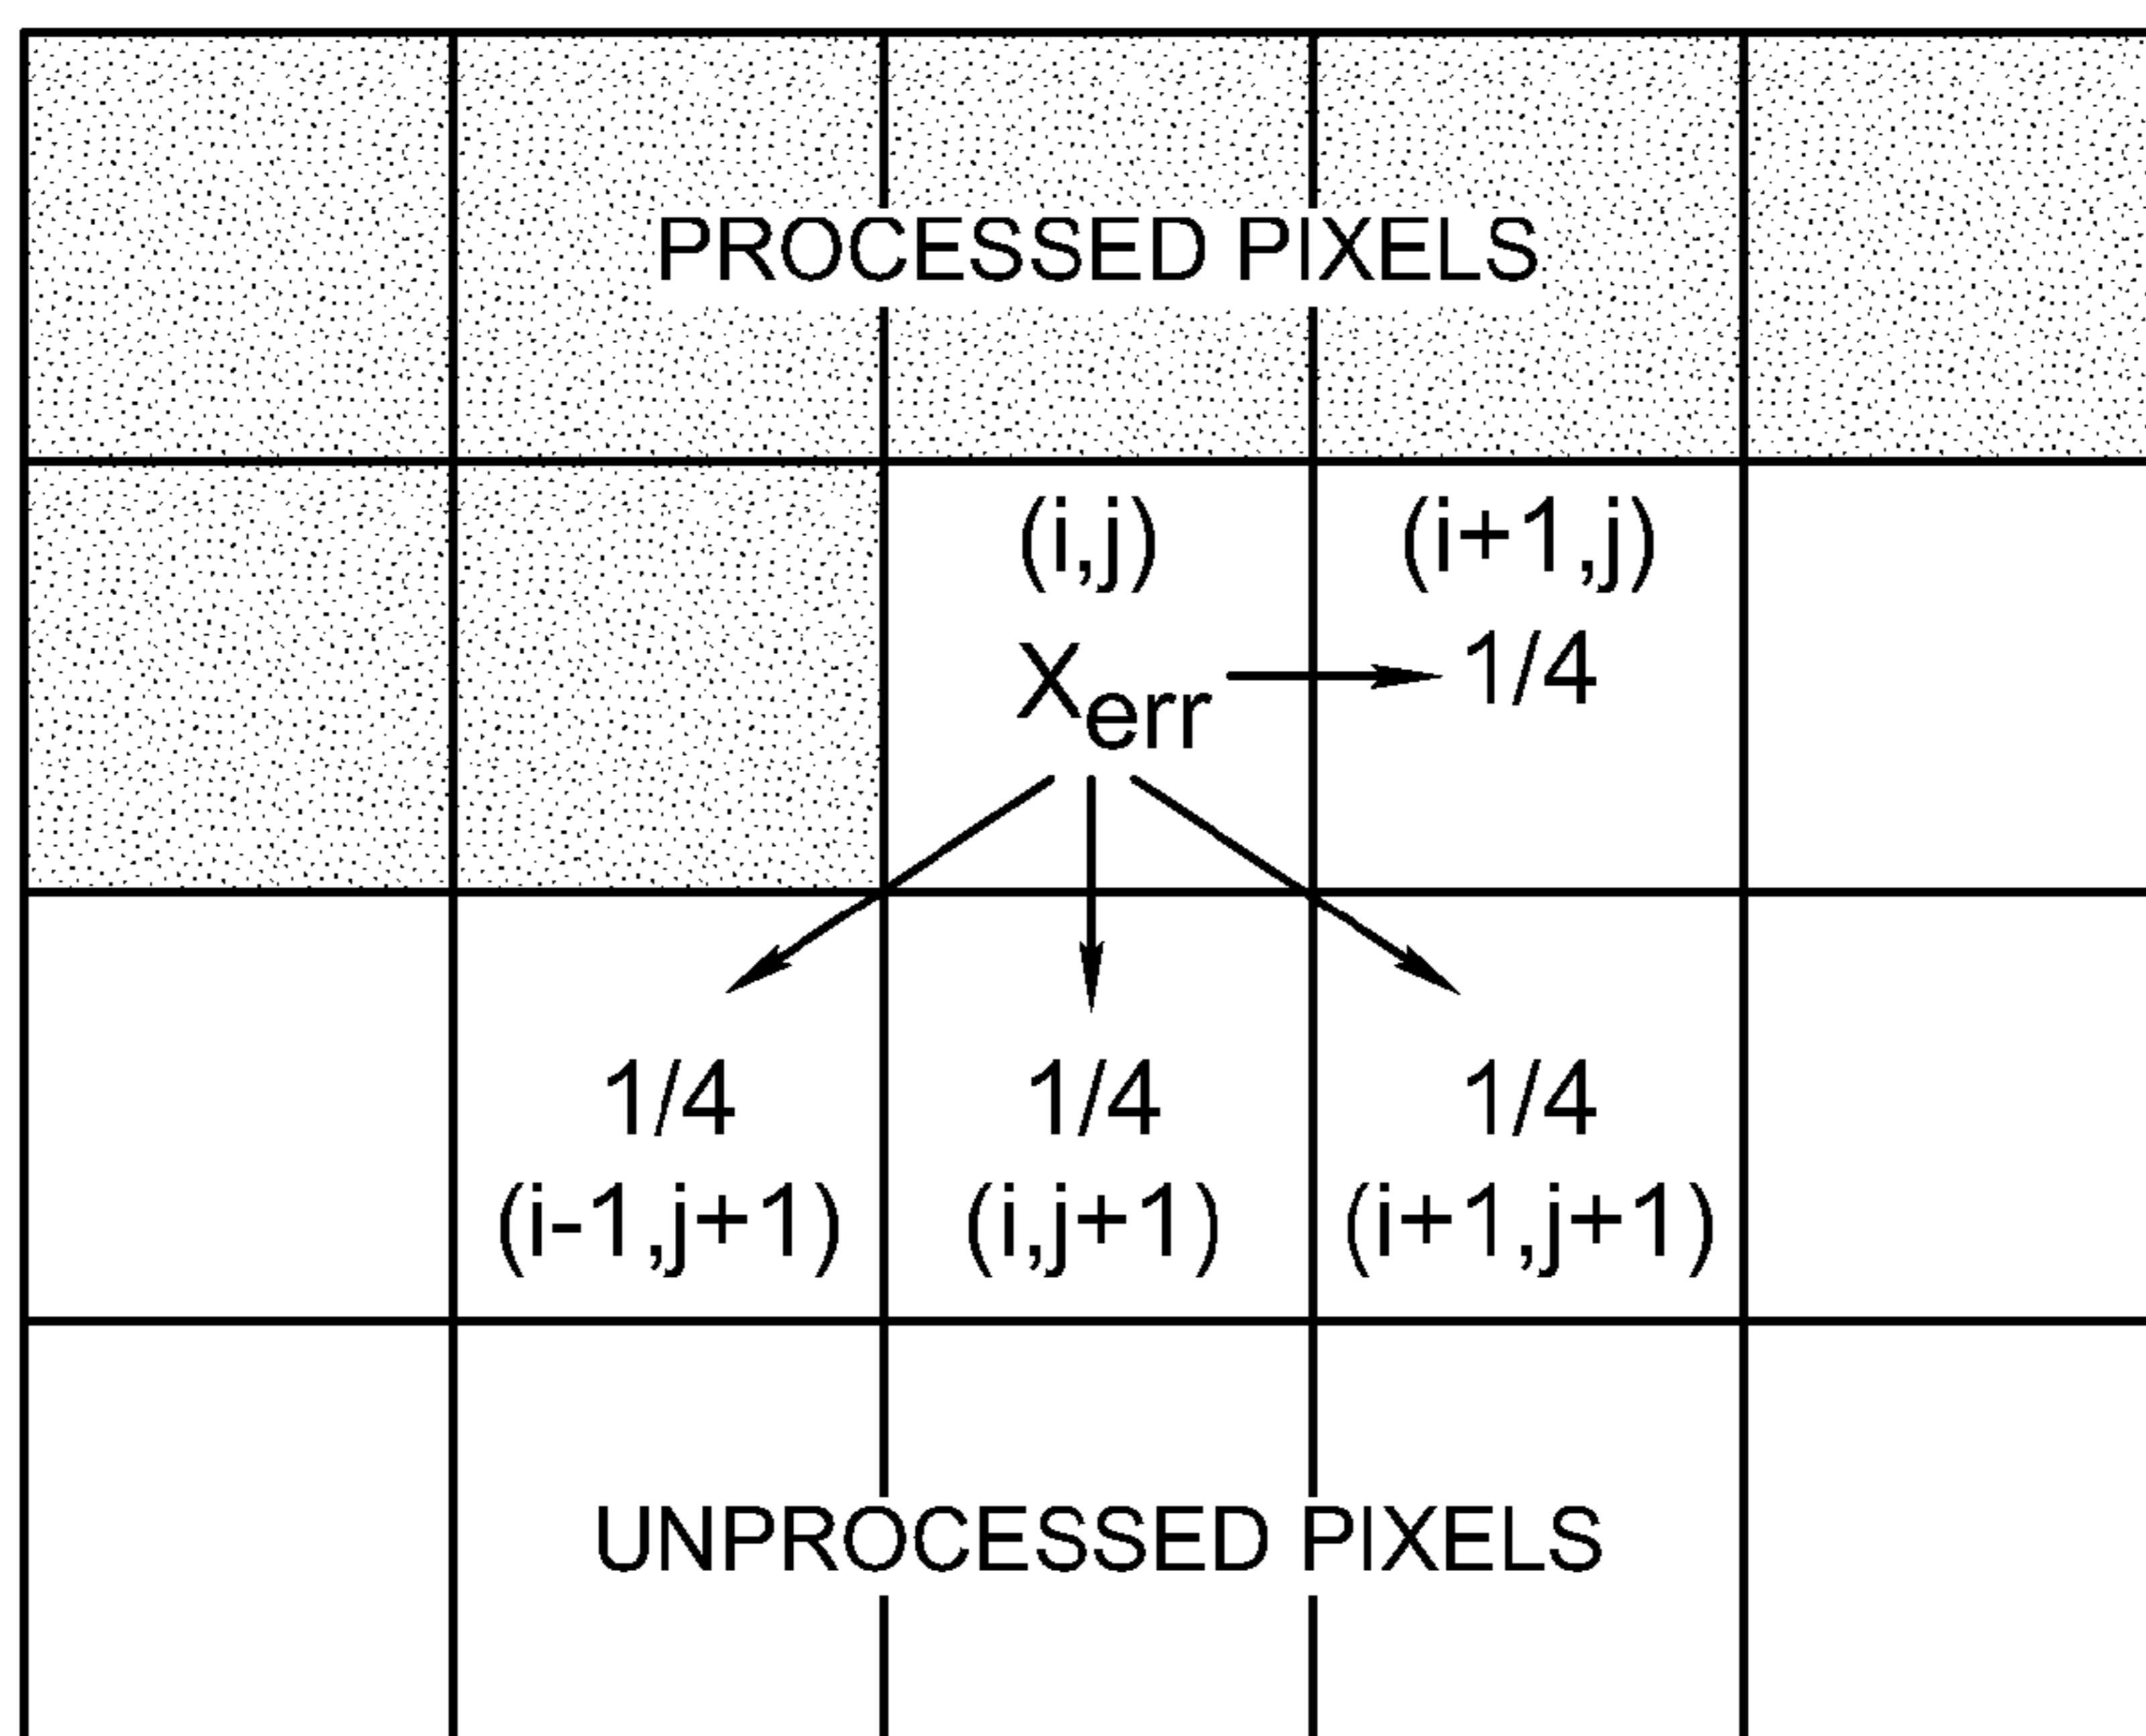 PROCESSED PIXELS
(i,j) (i+1,j)
Xerr 1/4
1/4 1/4 1/4
(i-1,j+1) (i,j+1) (i+1,j+1)
UNPROCESSED PIXELS